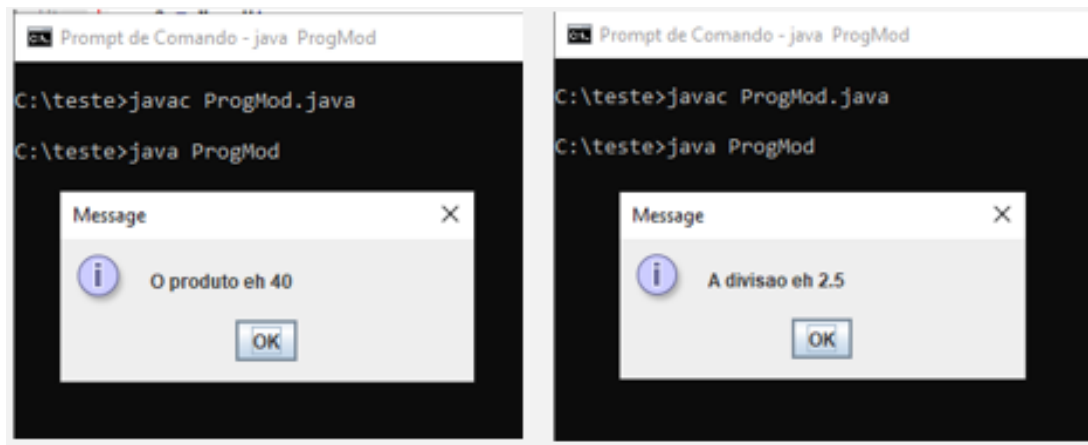 Prompt de Comando - java ProgMod
C:\teste>javac ProgMod.java
C:\teste>java ProgMod
Message
O produto eh 40
OK
Prompt de Comando - java ProgMod
C:\teste>javac ProgMod.java
C:\teste>java ProgMod
Message
A divisao eh 2.5
OK